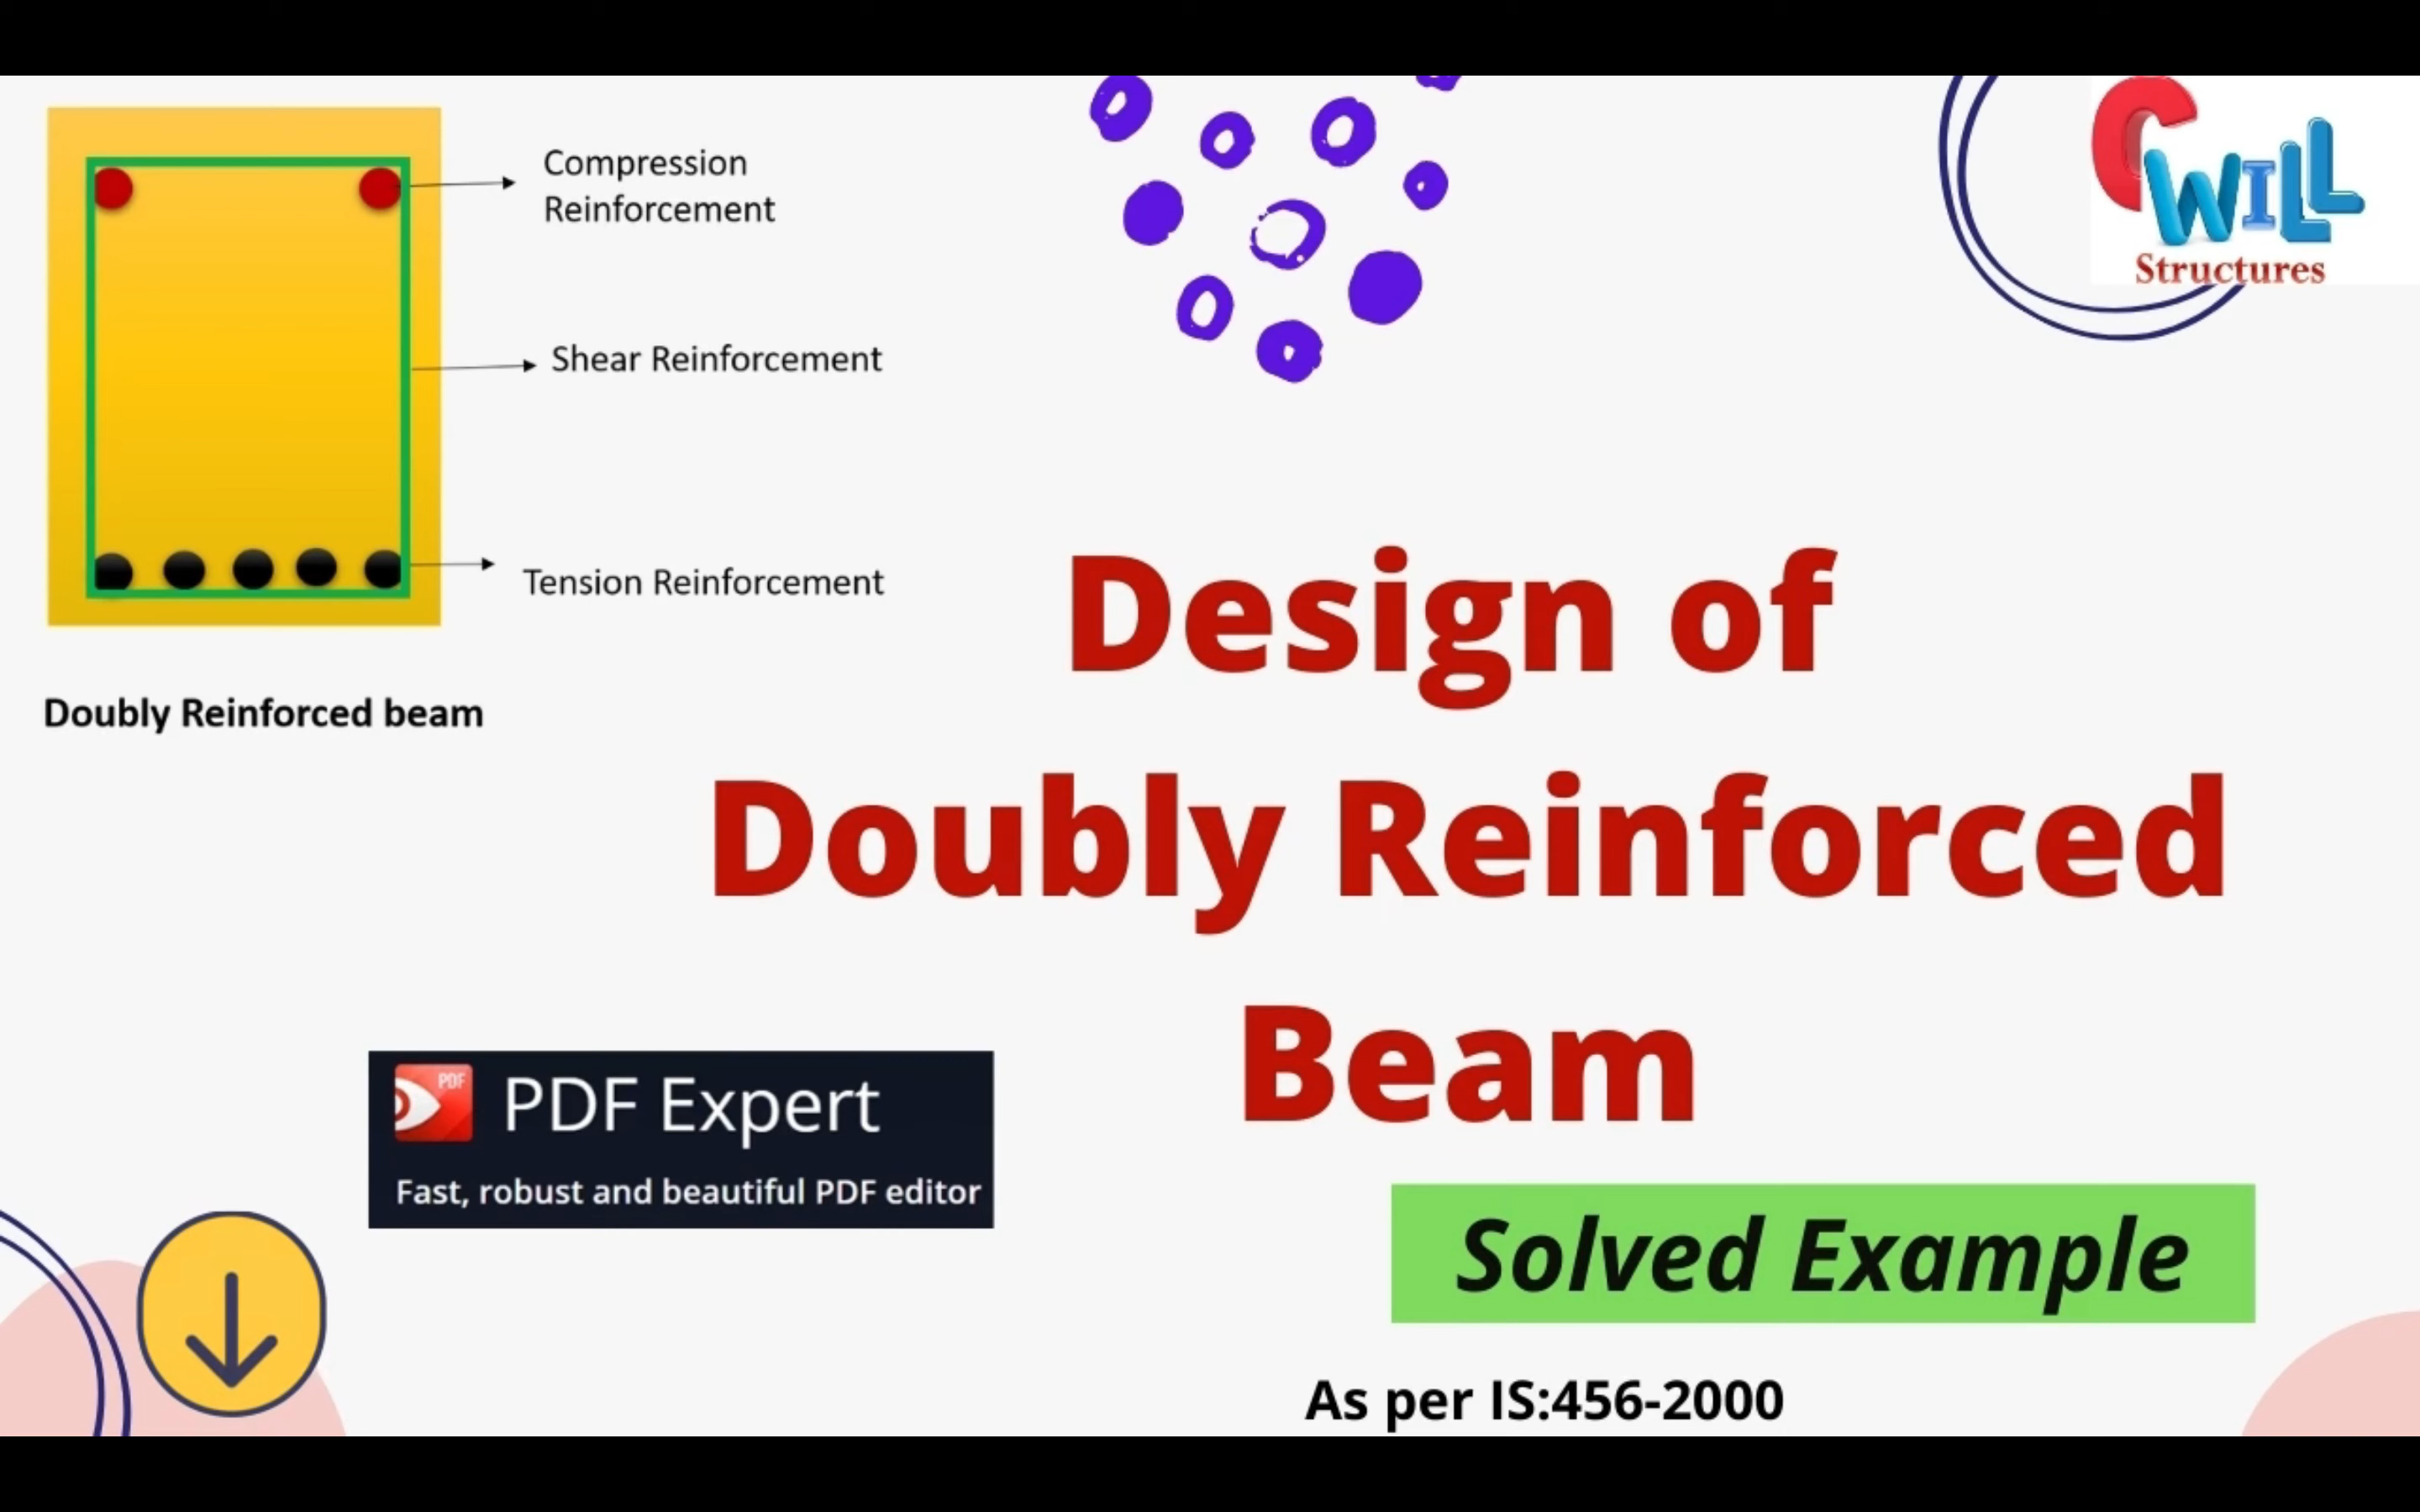 Compression
Reinforcement
Shear Reinforcement
Tension Reinforcement
Doubly Reinforced beam
CWILL
Structures
Design of
Doubly Reinforced
Beam
PDF
PDF Expert
Fast, robust and beautiful PDF editor
Solved Example
As per IS:456-2000